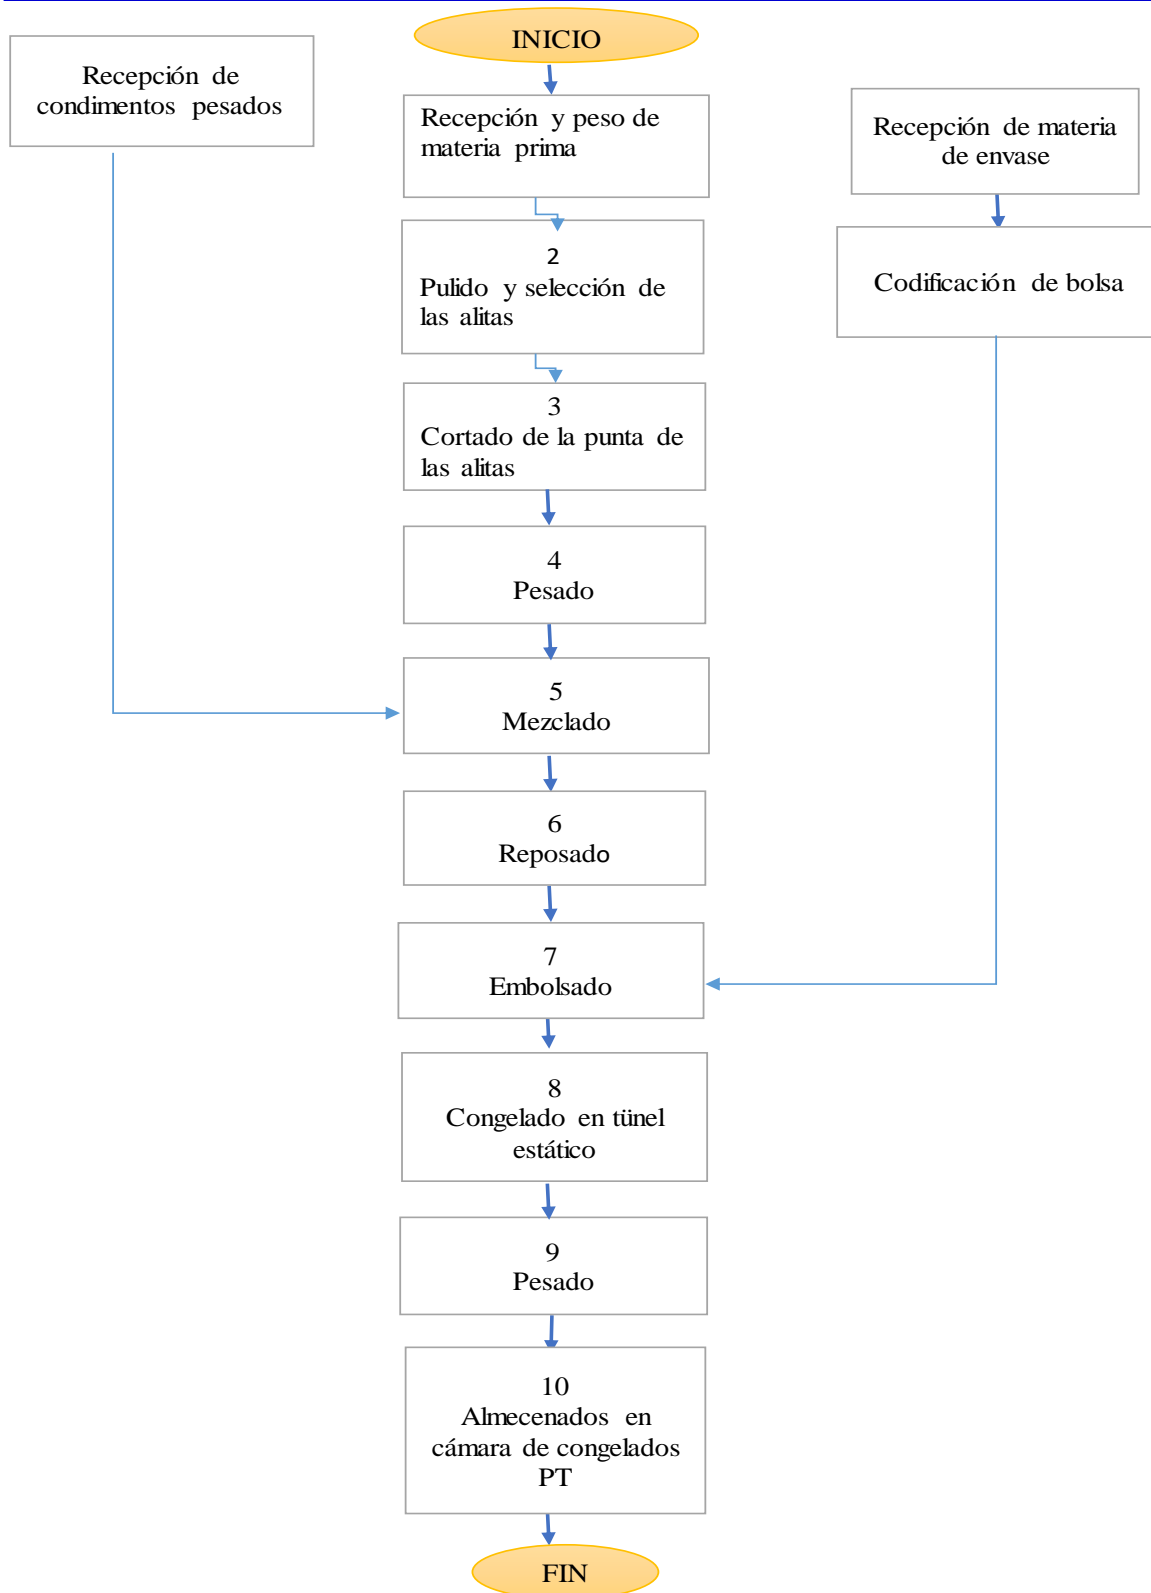 INICIO
Recepción de
condimentos pesados
Recepción y peso de
materia prima
Recepción de materia
de envase
2
Pulido y selección de
las alitas
Codificación de bolsa
3
Cortado de la punta de
las alitas
4
Pesado
5
Mezclado
6
Reposado
7
Embolsado
8
Congelado en tünel
estático
9
Pesado
10
Almecenados en
cámara de congelados
PT
FIN